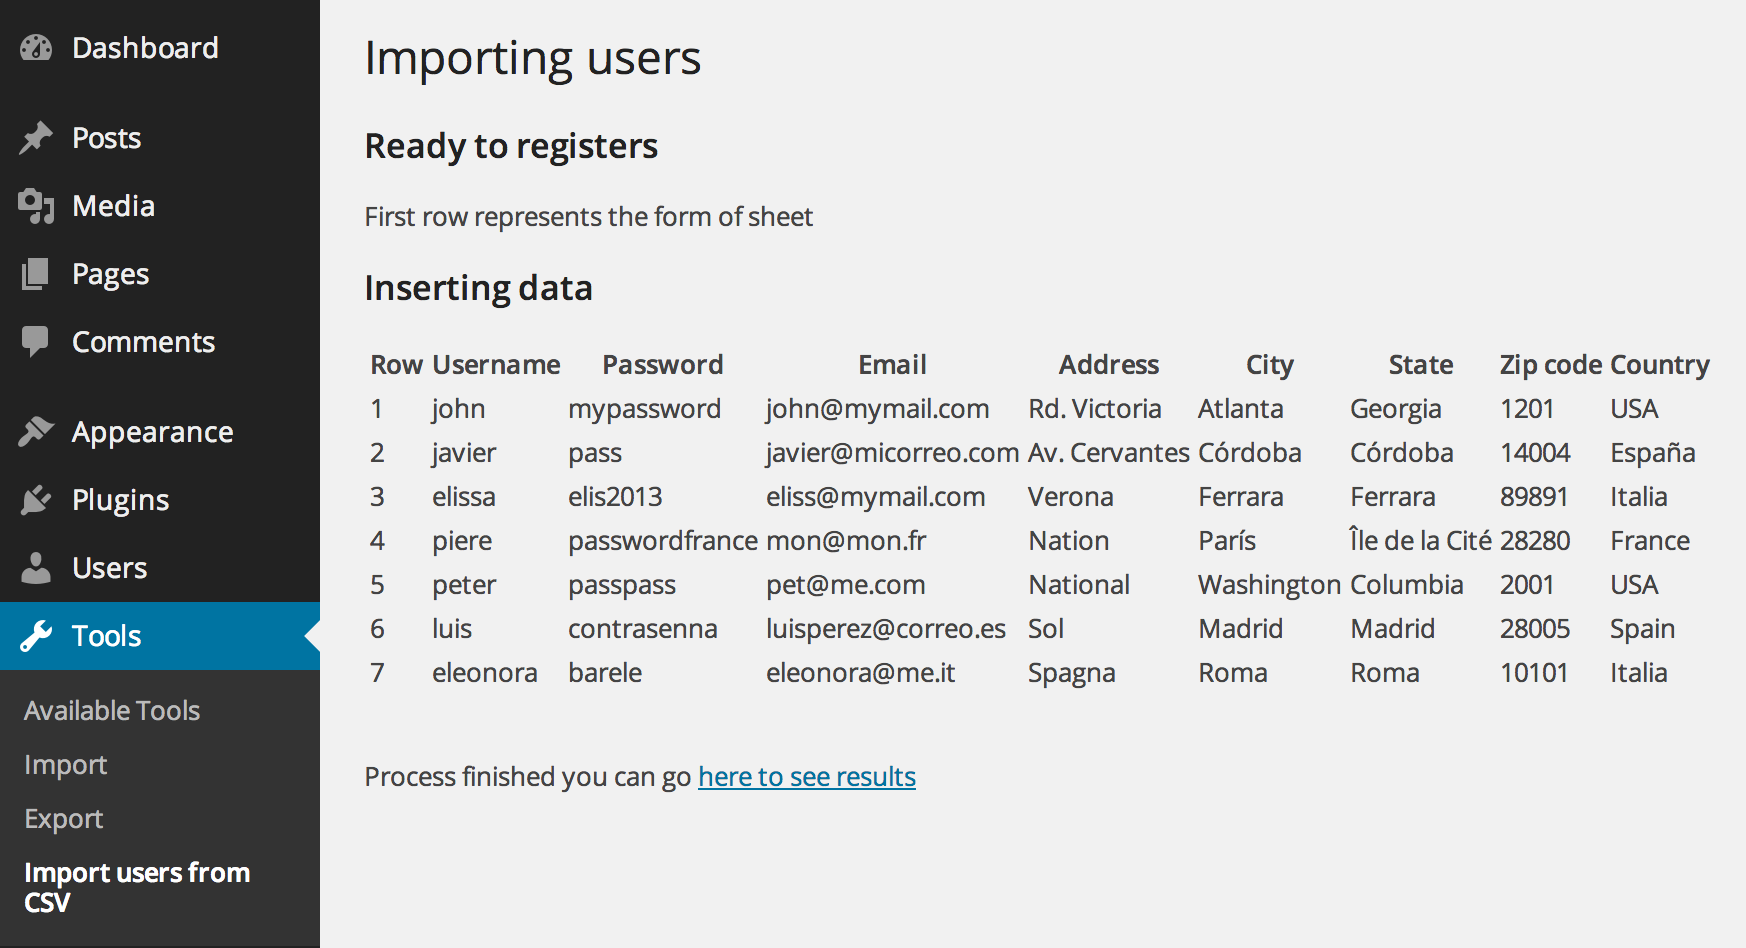 Dashboard
Posts
Media
Pages
Comments
Appearance
Plugins
Users
Tools
Available Tools
Import
Export
Import users from
CSV
Importing users
Ready to registers
First row represents the form of sheet
Inserting data
Row Username Password Email Address City State Zip code Country
1 john mypassword john@mymail.com Rd. Victoria Atlanta Georgia 1201 USA
2 javier pass javier@micorreo.com Av. Cervantes Córdoba Córdoba 14004 España
3 elissa elis2013 eliss@mymail.com Verona Ferrara Ferrara 89891 Italia
4 piere passwordfrance mon@mon.fr Nation París Île de la Cité 28280 France
5 peter passpass pet@me.com National Washington Columbia 2001 USA
6 luis contrasenna luisperez@correo.es Sol Madrid Madrid 28005 Spain
7 eleonora barele eleonora@me.it Spagna Roma Roma 10101 Italia
Process finished you can go here to see results